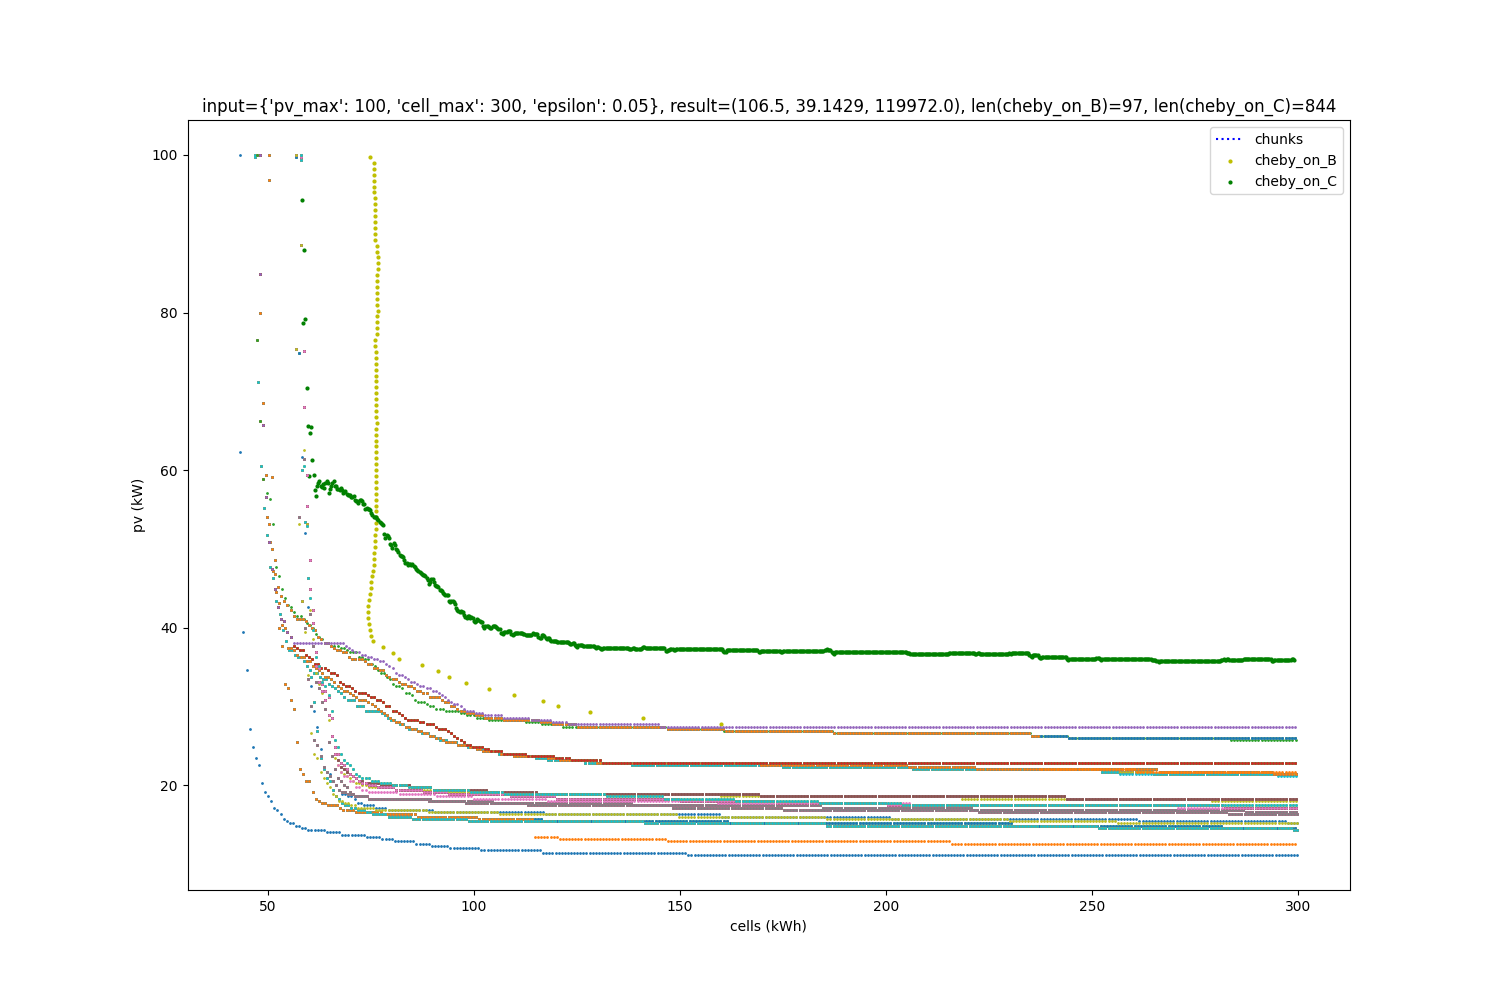 input={'pv_max': 100, 'cell_max': 300, 'epsilon': 0.05}, result=(106.5, 39.1429, 119972.0), len(cheby_on_B)=97, len(cheby_on_C)=844
chunks
cheby_on_B
cheby_on_C
100
80
60
40
20
pv (kW)
50 100 150 200 250 300
cells (kWh)